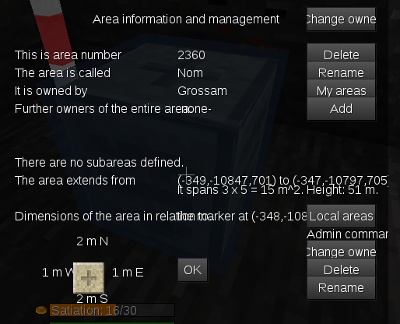 Area information and management Change owne
This is area number 2360 Delete
The area is called Nom Rename
It is owned by Grossam My areas
Further owners of the entire area: -none- Add
There are no subareas defined.
The area extends from (-349,-10847,701) to (-347,-10797,705
It spans 3 x 5 = 15 m^2. Height: 51 m.
Dimensions of the area in relation to marker at (-348,-108 Local areas
Admin comman
2 m N
Change owne
1 m W 1 m E OK Delete
Rename
2 m S
Satiation: 16/30